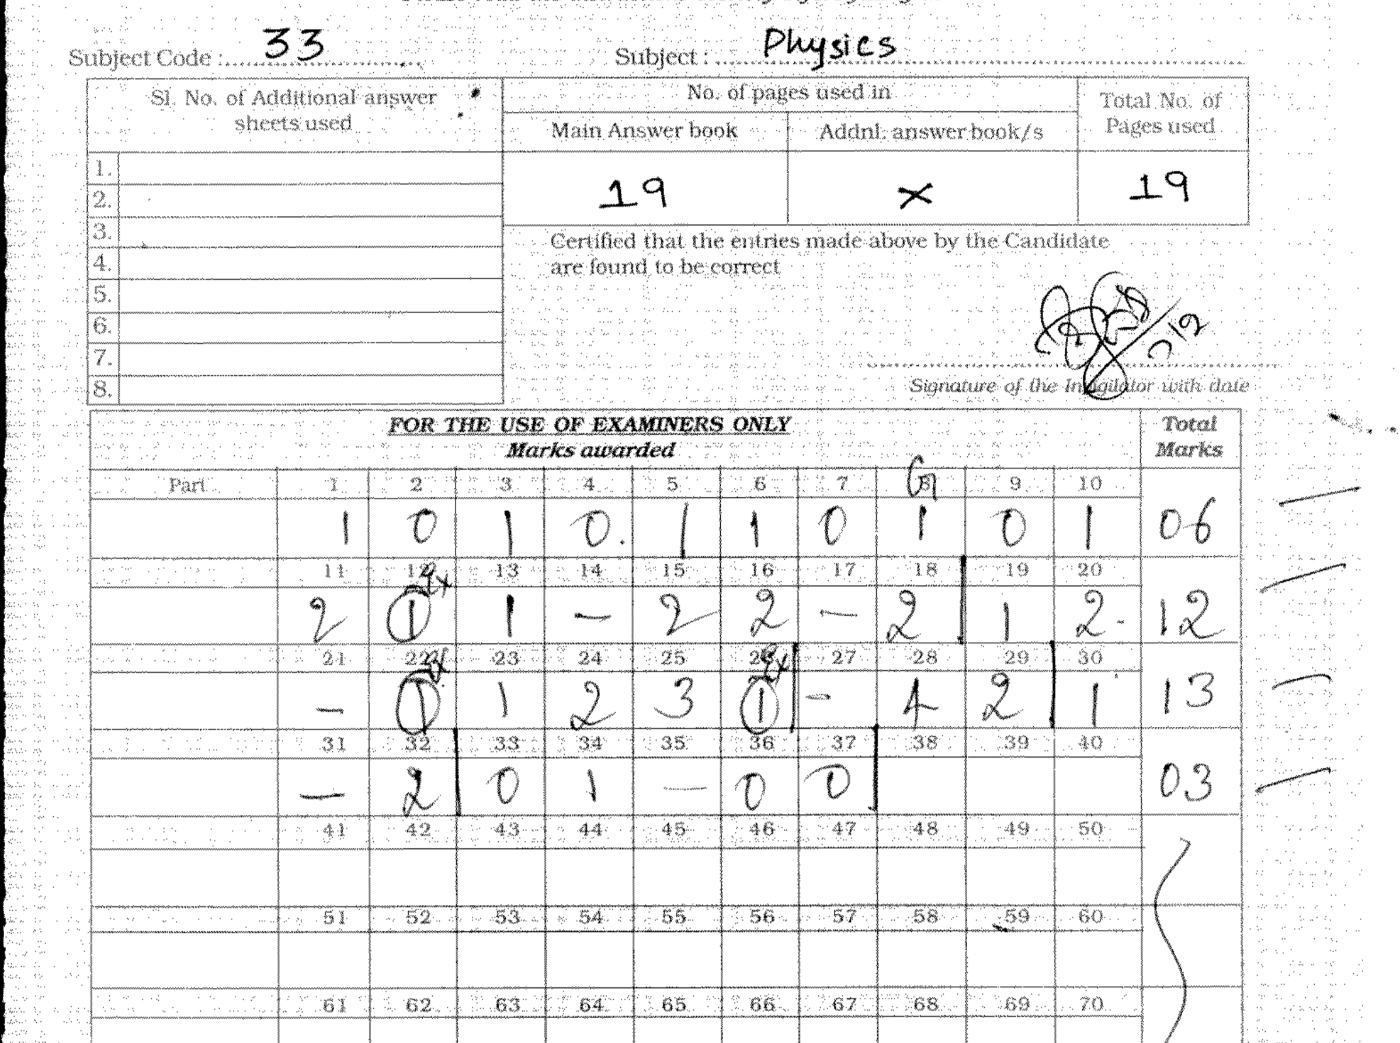 Subject Code : 33 Subject : Physics
Sl. No. of Additional answer sheets used
No. of pages used in
Total No. of Pages used
Main Answer book Addnl. answer book/s
1.
2.
3.
4.
5.
6.
7.
8.
19 × 19
Certified that the entries made above by the Candidate
are found to be correct
Signature of the Invigilator with date
FOR THE USE OF EXAMINERS ONLY
Marks awarded
Total Marks
Part 1 2 3 4 5 6 7 8 9 10
1 0 1 0. 1 1 0 1 0 1 06
11 12 13 14 15 16 17 18 19 20
2 1 1 - 2 2 - 2 1 2 12
21 22 23 24 25 26 27 28 29 30
- 1 1 2 3 1 - 4 2 1 13
31 32 33 34 35 36 37 38 39 40
- 2 0 1 - 0 0 03
41 42 43 44 45 46 47 48 49 50
51 52 53 54 55 56 57 58 59 60
61 62 63 64 65 66 67 68 69 70